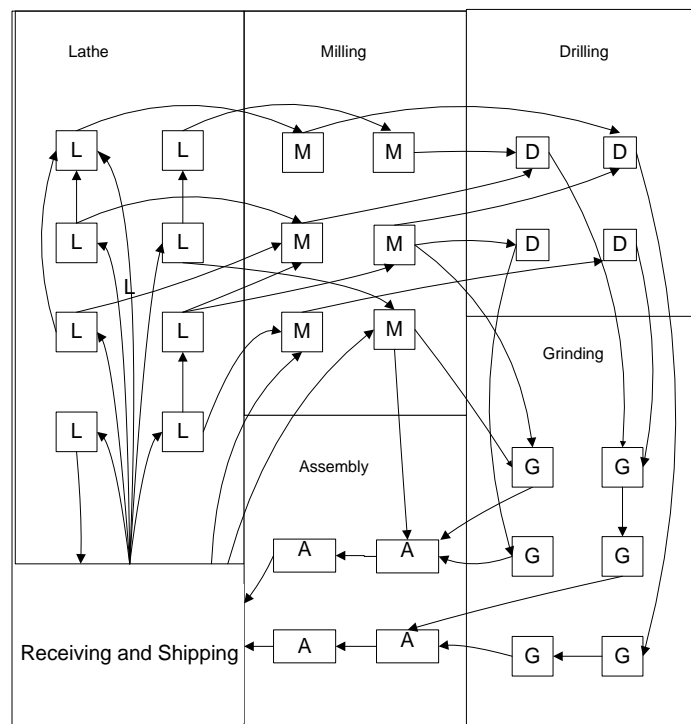 Lathe Milling Drilling
L L M M D D
L L M M D D
L
L L M M
Grinding
L L G G
Assembly
A A G G
Receiving and Shipping A A G G